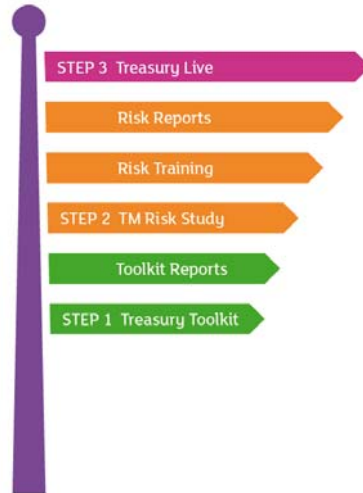 STEP 3 Treasury Live
Risk Reports
Risk Training
STEP 2 TM Risk Study
Toolkit Reports
STEP 1 Treasury Toolkit